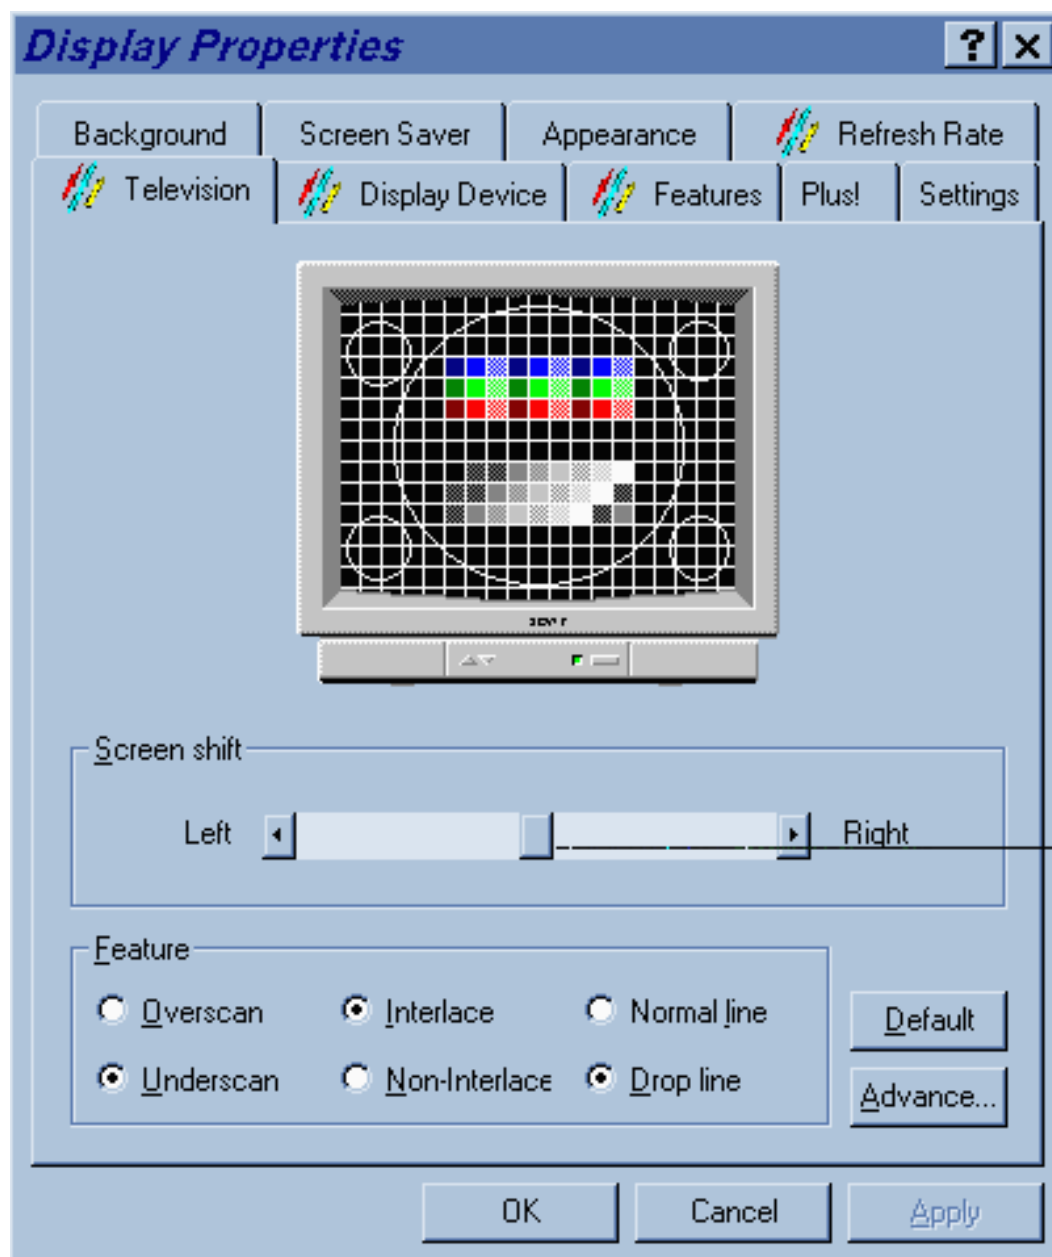 Display Properties
Background Screen Saver Appearance Refresh Rate
Television Display Device Features Plus! Settings
Screen shift
Left Right
Feature
Overscan Interlace Normal line
Underscan Non-Interlace Drop line
Default
Advance...
OK Cancel Apply